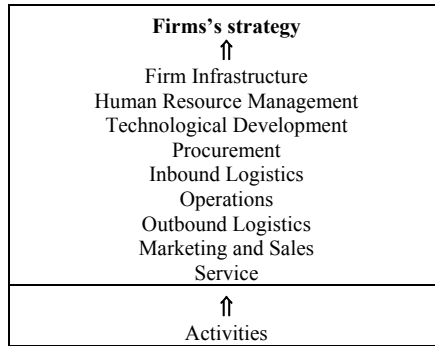 Firms's strategy
⇑
Firm Infrastructure
Human Resource Management
Technological Development
Procurement
Inbound Logistics
Operations
Outbound Logistics
Marketing and Sales
Service
⇑
Activities